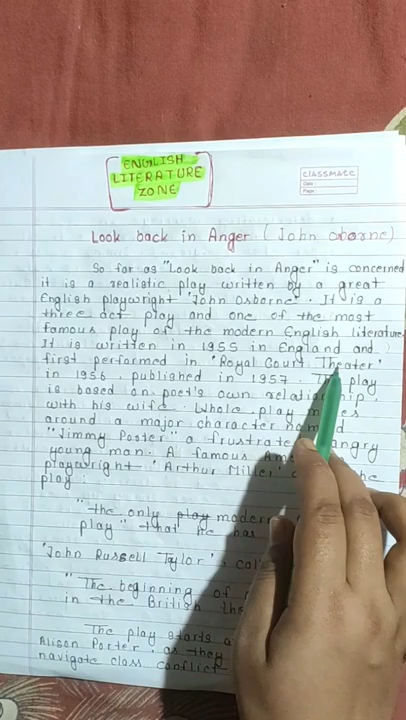 ENGLISH
LITERATURE
ZONE
CLASSMATE
Date :
Page :
Look back in Anger (John oborne)
So far as "Look back in Anger" is concerned
it is a realistic play written by a great
English playwright 'John Osborne'. It is a
three act play and one of the most
famous play of the modern English literature.
It is written in 1955 in England and
first performed in 'Royal Court Theater'
in 1956, published in 1957. The play
is based on poet's own relationship
with his wife. Whole play
around a major character named
"Jimmy Porter" a frustrate angry
young man. A famous
playwright 'Arthur Miller' the
play :
"the only play modern
play" that he has
'John Russell Taylor',
"The beginning of
in the British
The play starts
Alison Porter, as they
navigate class conflict